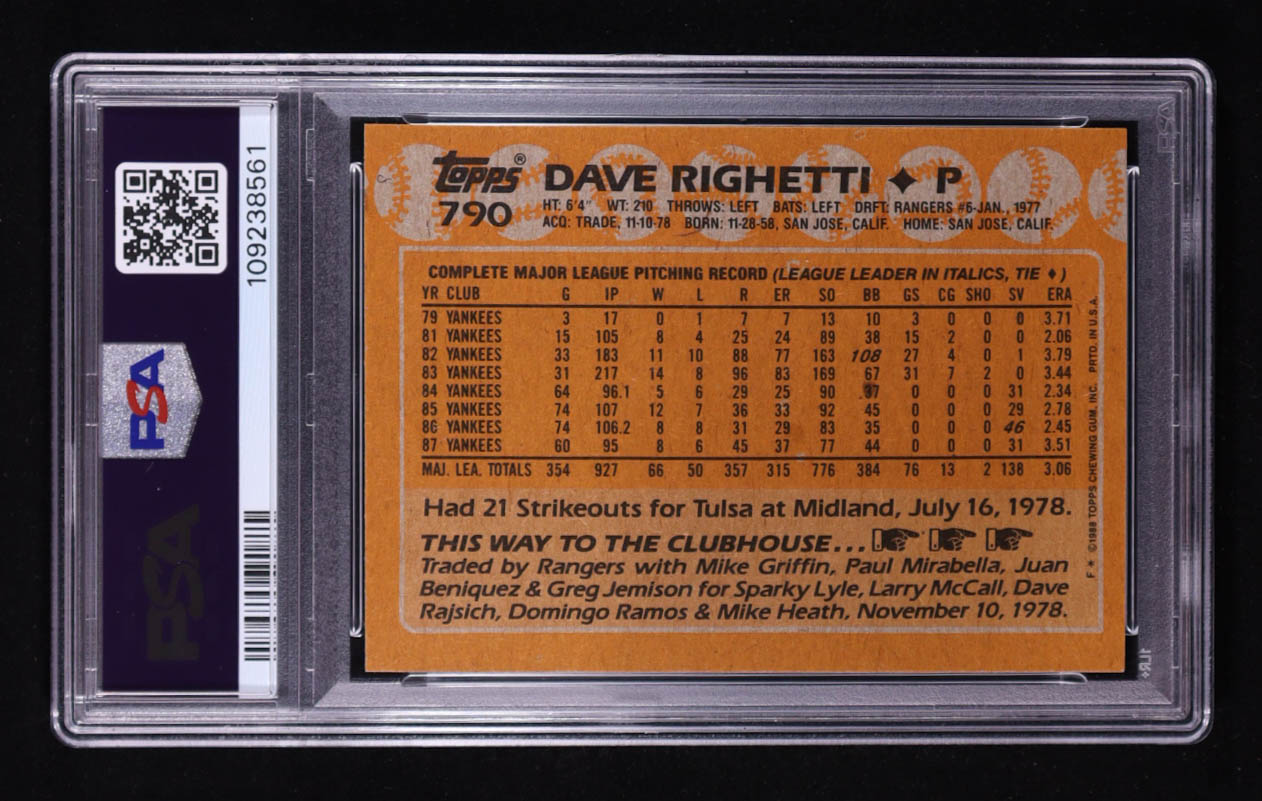 109238561
PSA
PSA
PSA
1LR+
topps® DAVE RIGHETTI ✦ P
790
HT: 6'4" WT: 210 THROWS: LEFT BATS: LEFT DRFT: RANGERS #6-JAN., 1977
ACQ: TRADE, 11-10-78 BORN: 11-28-58, SAN JOSE, CALIF. HOME: SAN JOSE, CALIF.
COMPLETE MAJOR LEAGUE PITCHING RECORD (LEAGUE LEADER IN ITALICS, TIE ♦)
YR CLUB G IP W L R ER SO BB GS CG SHO SV ERA
79 YANKEES 3 17 0 1 7 7 13 10 3 0 0 0 3.71
81 YANKEES 15 105 8 4 25 24 89 38 15 2 0 0 2.06
82 YANKEES 33 183 11 10 88 77 163 108 27 4 0 1 3.79
83 YANKEES 31 217 14 8 96 83 169 67 31 7 2 0 3.44
84 YANKEES 64 96.1 5 6 29 25 90 37 0 0 0 31 2.34
85 YANKEES 74 107 12 7 36 33 92 45 0 0 0 29 2.78
86 YANKEES 74 106.2 8 8 31 29 83 35 0 0 0 46 2.45
87 YANKEES 60 95 8 6 45 37 77 44 0 0 0 31 3.51
MAJ. LEA. TOTALS 354 927 66 50 357 315 776 384 76 13 2 138 3.06
Had 21 Strikeouts for Tulsa at Midland, July 16, 1978.
THIS WAY TO THE CLUBHOUSE...
Traded by Rangers with Mike Griffin, Paul Mirabella, Juan
Beniquez & Greg Jemison for Sparky Lyle, Larry McCall, Dave
Rajsich, Domingo Ramos & Mike Heath, November 10, 1978.
F * ©1988 TOPPS CHEWING GUM, INC. PRTD. IN U.S.A.